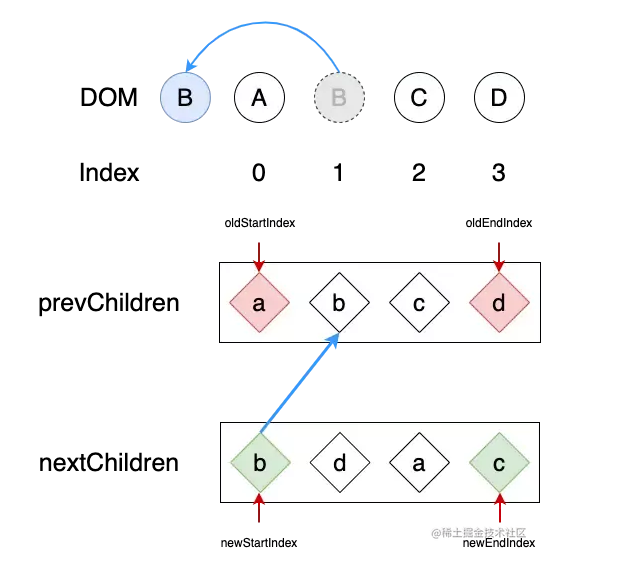 DOM B A B C D
Index 0 1 2 3
oldStartIndex oldEndIndex
prevChildren a b c d
nextChildren b d a c
@稀土掘金技术社区
newStartIndex newEndIndex